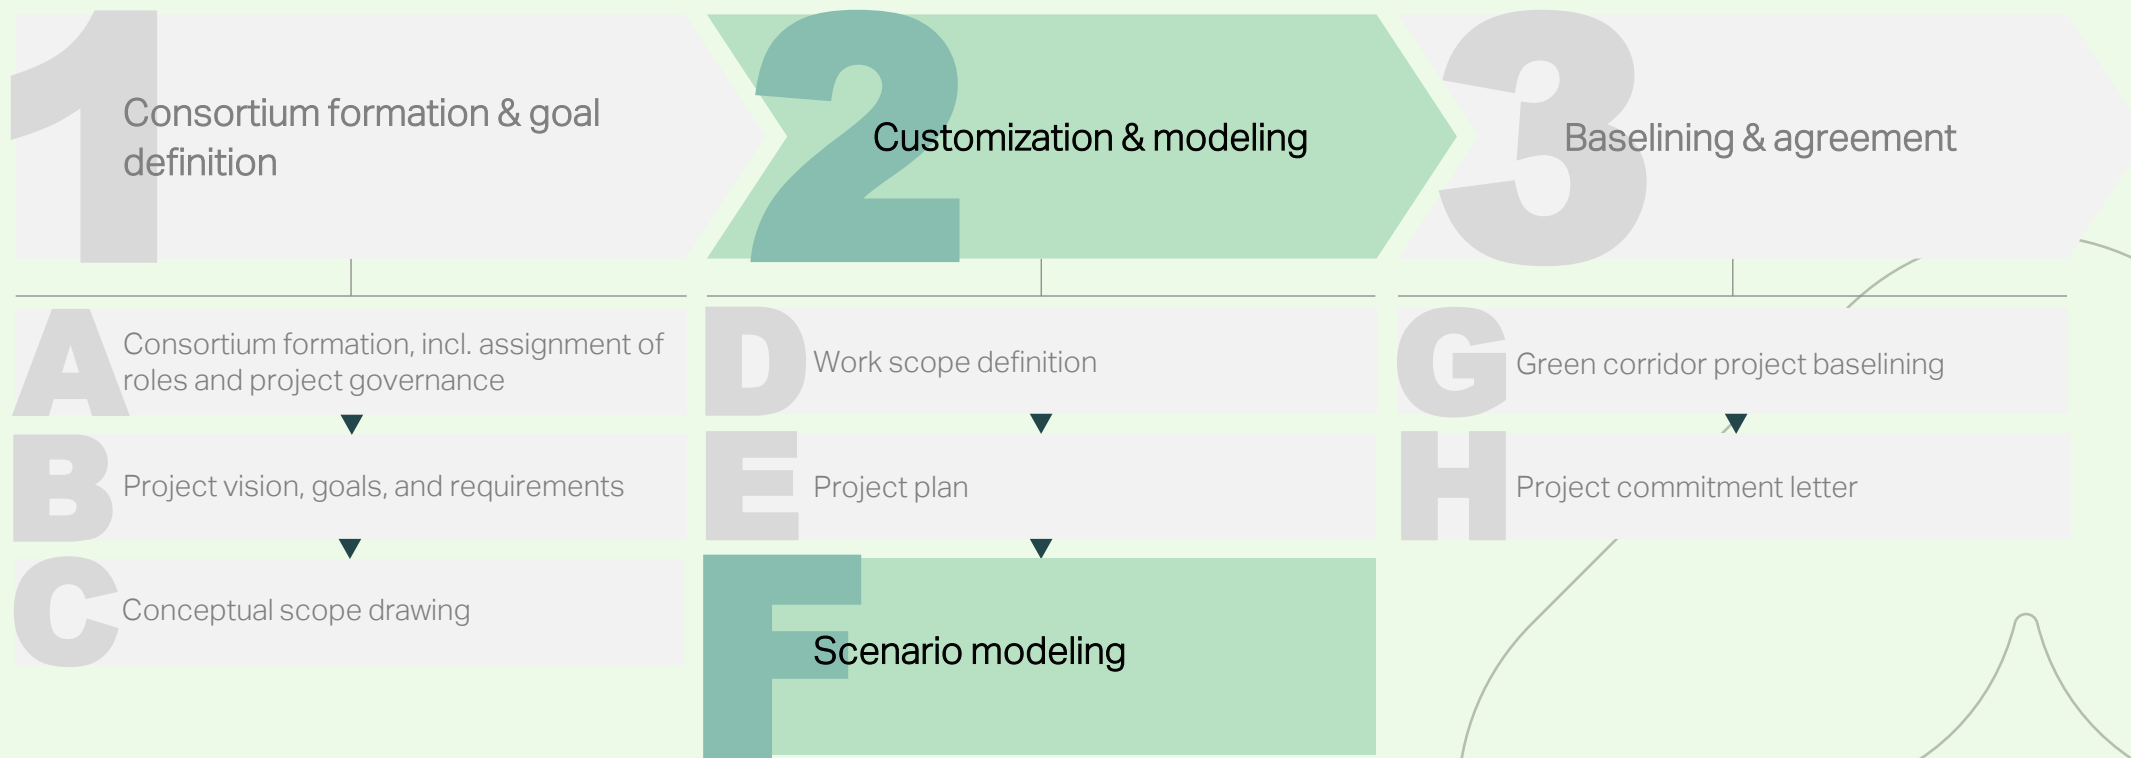 1
Consortium formation & goal
definition
2
Customization & modeling
3
Baselining & agreement
A
Consortium formation, incl. assignment of
roles and project governance
B
Project vision, goals, and requirements
C
Conceptual scope drawing
D
Work scope definition
E
Project plan
F
Scenario modeling
G
Green corridor project baselining
H
Project commitment letter